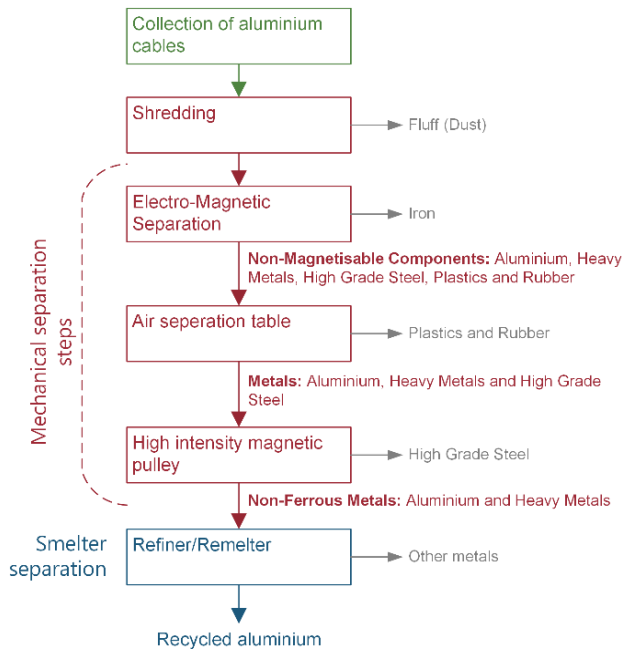 Collection of aluminium
cables
Shredding
Fluff (Dust)
Electro-Magnetic
Separation
Iron
Non-Magnetisable Components: Aluminium, Heavy
Metals, High Grade Steel, Plastics and Rubber
Air seperation table
Plastics and Rubber
Mechanical separation
steps
Metals: Aluminium, Heavy Metals and High Grade
Steel
High intensity magnetic
pulley
High Grade Steel
Non-Ferrous Metals: Aluminium and Heavy Metals
Smelter
separation
Refiner/Remelter
Other metals
Recycled aluminium